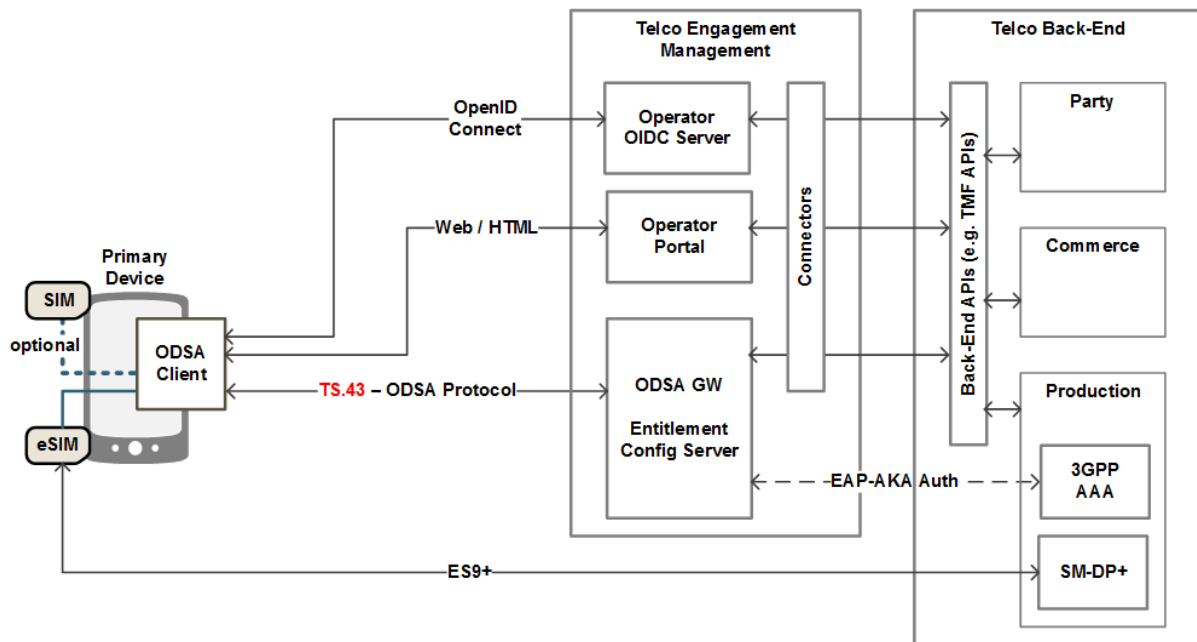 Telco Engagement
Management
Telco Back-End
OpenID
Connect
Operator
OIDC Server
Party
Connectors
Back-End APIs (e.g. TMF APIs)
Web / HTML
Operator
Portal
Commerce
Primary
Device
SIM
optional
ODSA
Client
eSIM
TS.43 – ODSA Protocol
ODSA GW
Entitlement
Config Server
Production
EAP-AKA Auth
3GPP
AAA
ES9+
SM-DP+